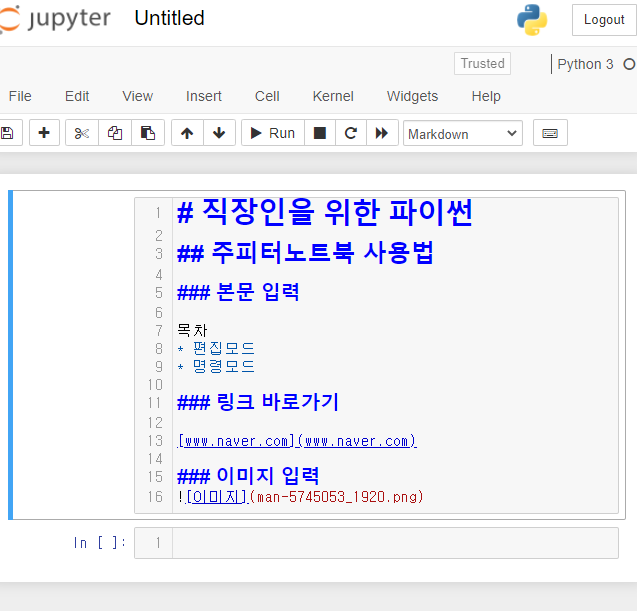 jupyter Untitled Logout
Trusted Python 3
File Edit View Insert Cell Kernel Widgets Help
Run Markdown
1 # 직장인을 위한 파이썬
2
3 ## 주피터노트북 사용법
4
5 ### 본문 입력
6
7 목차
8 * 편집모드
9 * 명령모드
10
11 ### 링크 바로가기
12
13 [www.naver.com](www.naver.com)
14
15 ### 이미지 입력
16 ![이미지](man-5745053_1920.png)
In [ ]: 1